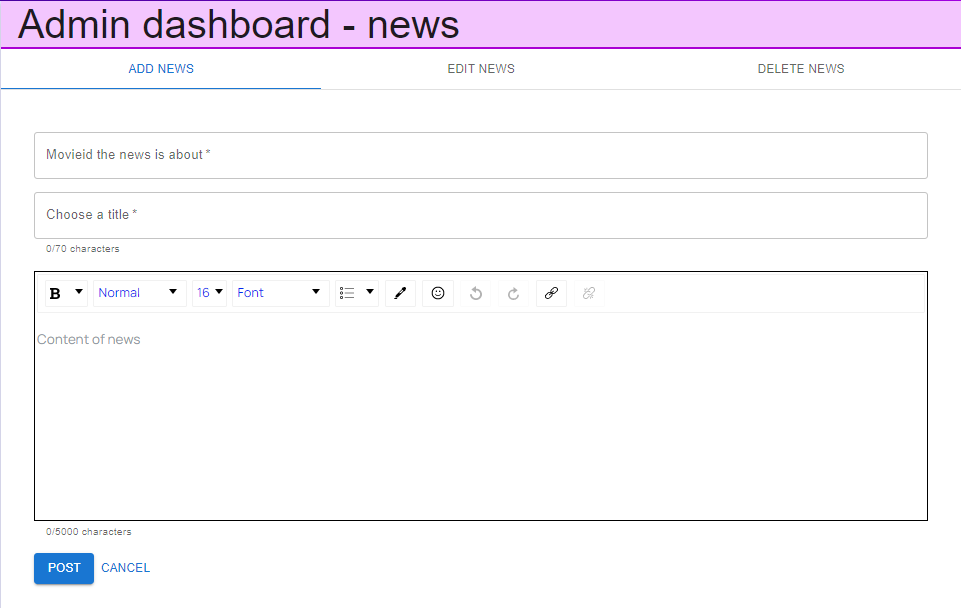 Admin dashboard - news
ADD NEWS EDIT NEWS DELETE NEWS
Movieid the news is about *
Choose a title *
0/70 characters
B Normal 16 Font
Content of news
0/5000 characters
POST CANCEL